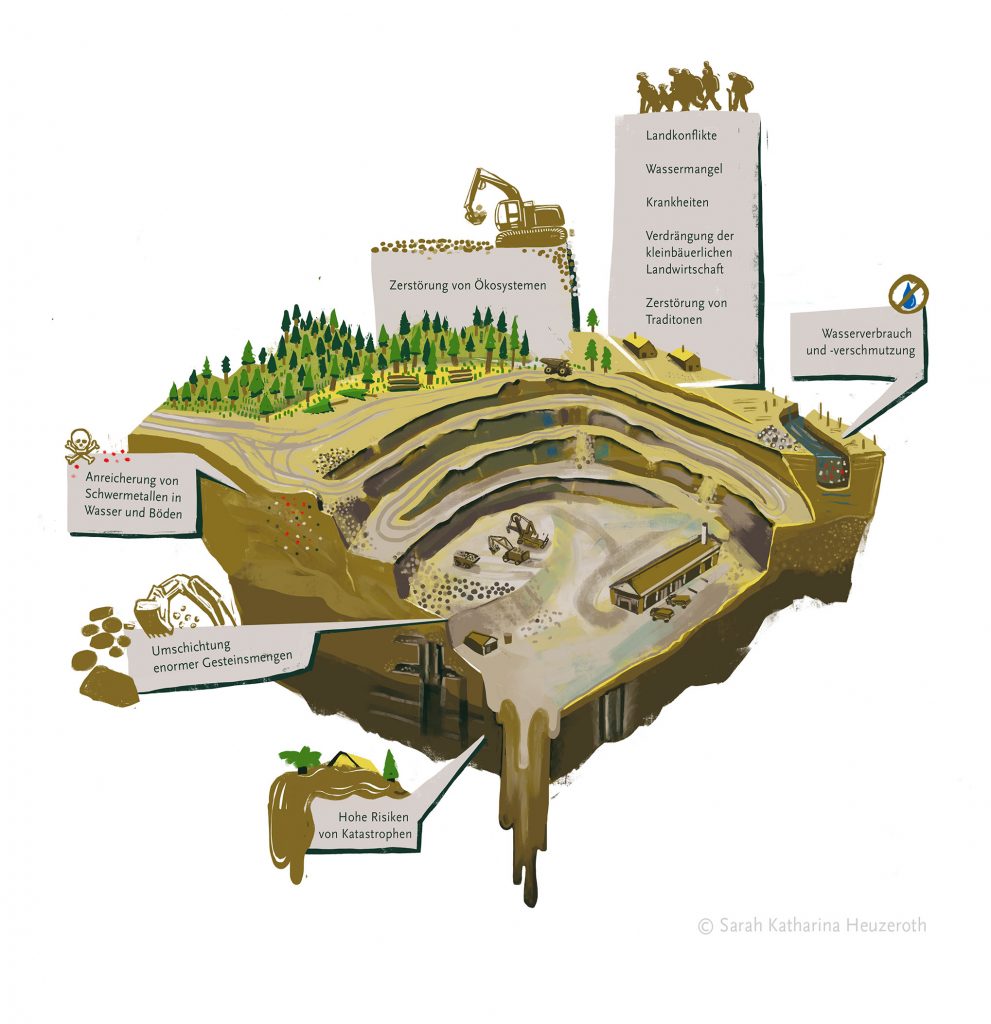 Landkonflikte
Wassermangel
Krankheiten
Verdrängung der
kleinbäuerlichen
Landwirtschaft
Zerstörung von
Traditonen
Zerstörung von Ökosystemen
Wasserverbrauch
und -verschmutzung
Anreicherung von
Schwermetallen in
Wasser und Böden
Umschichtung
enormer Gesteinsmengen
Hohe Risiken
von Katastrophen
© Sarah Katharina Heuzeroth